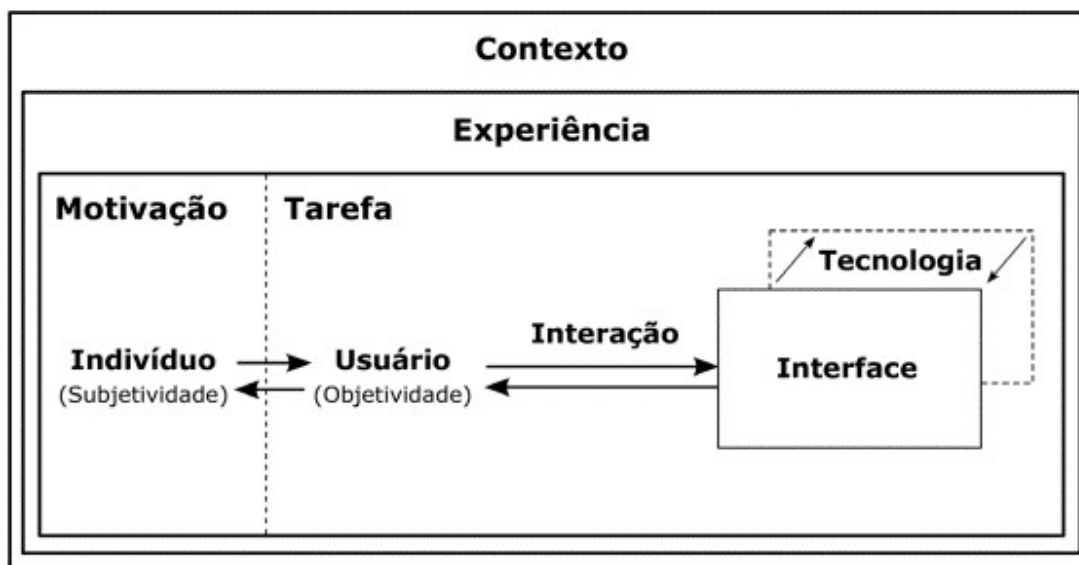 Contexto
Experiência
Motivação
Tarefa
Tecnologia
Interação
Indivíduo
(Subjetividade)
Usuário
(Objetividade)
Interface